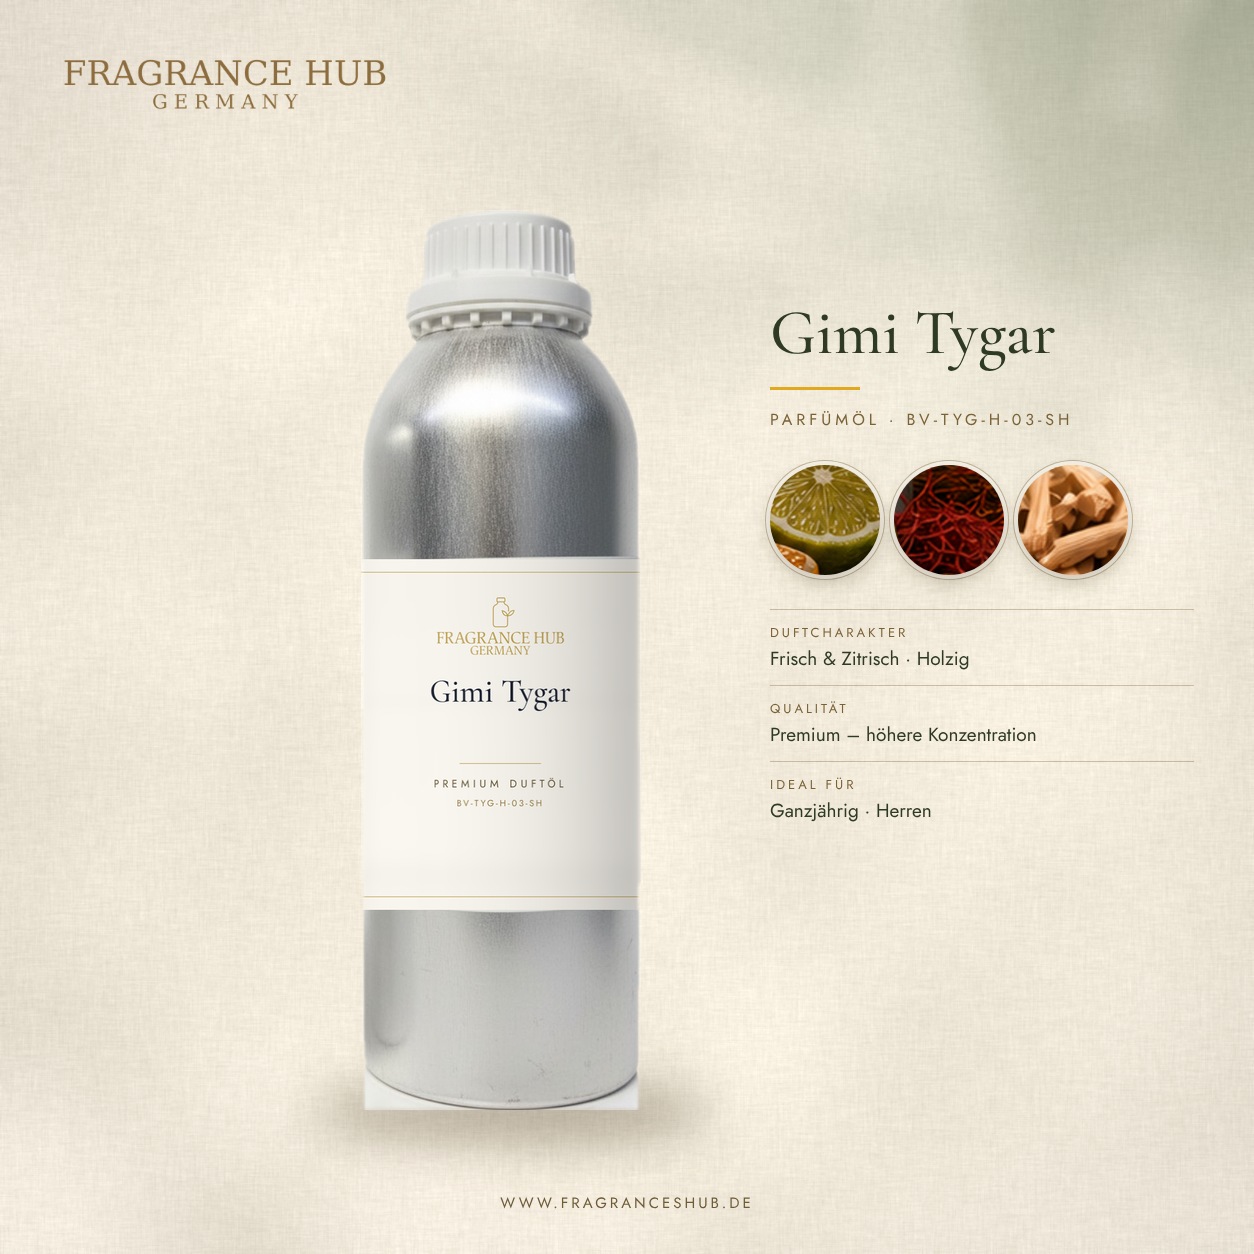 FRAGRANCE HUB
GERMANY
Gimi Tygar
PARFÜMÖL · BV-TYG-H-03-SH
DUFTCHARAKTER
Frisch & Zitrisch · Holzig
QUALITÄT
Premium – höhere Konzentration
IDEAL FÜR
Ganzjährig · Herren
FRAGRANCE HUB
GERMANY
Gimi Tygar
PREMIUM DUFTÖL
BV-TYG-H-03-SH
WWW.FRAGRANCESHUB.DE